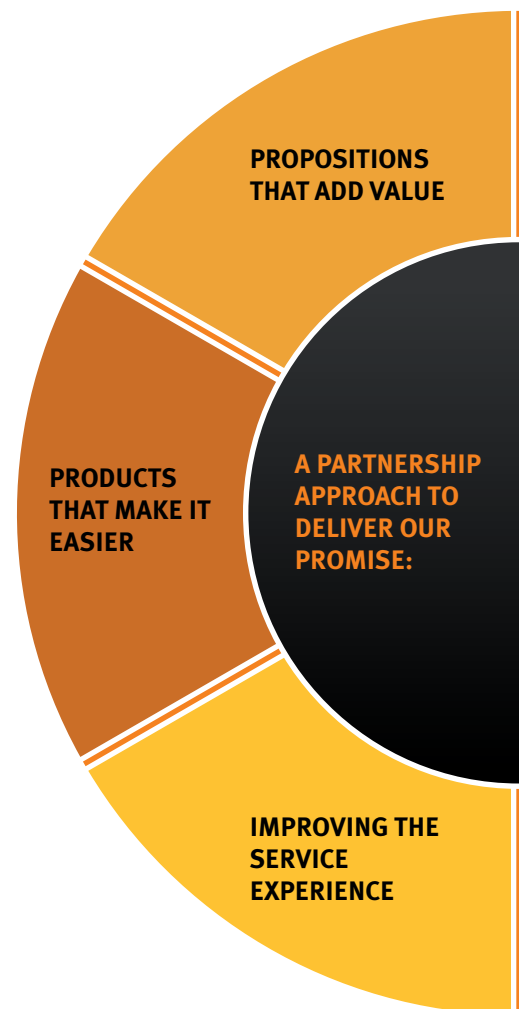 PROPOSITIONS
THAT ADD VALUE
PRODUCTS
THAT MAKE IT
EASIER
A PARTNERSHIP
APPROACH TO
DELIVER OUR
PROMISE:
IMPROVING THE
SERVICE
EXPERIENCE